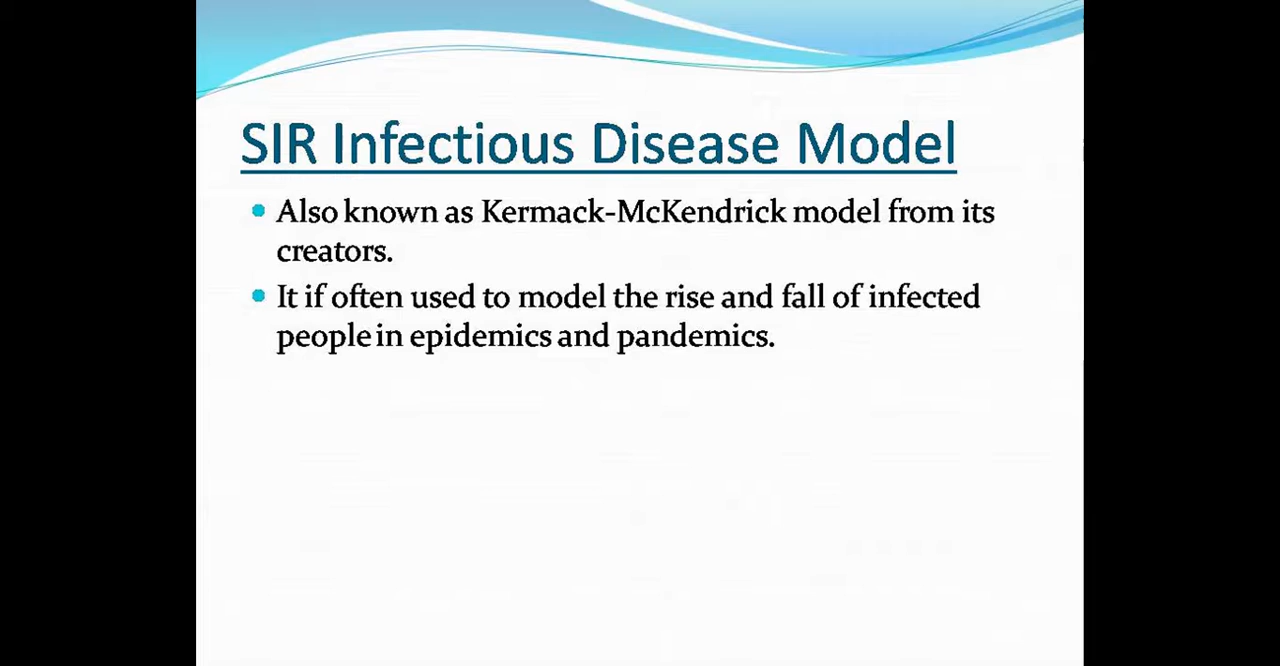 SIR Infectious Disease Model
Also known as Kermack-McKendrick model from its
creators.
It if often used to model the rise and fall of infected
people in epidemics and pandemics.